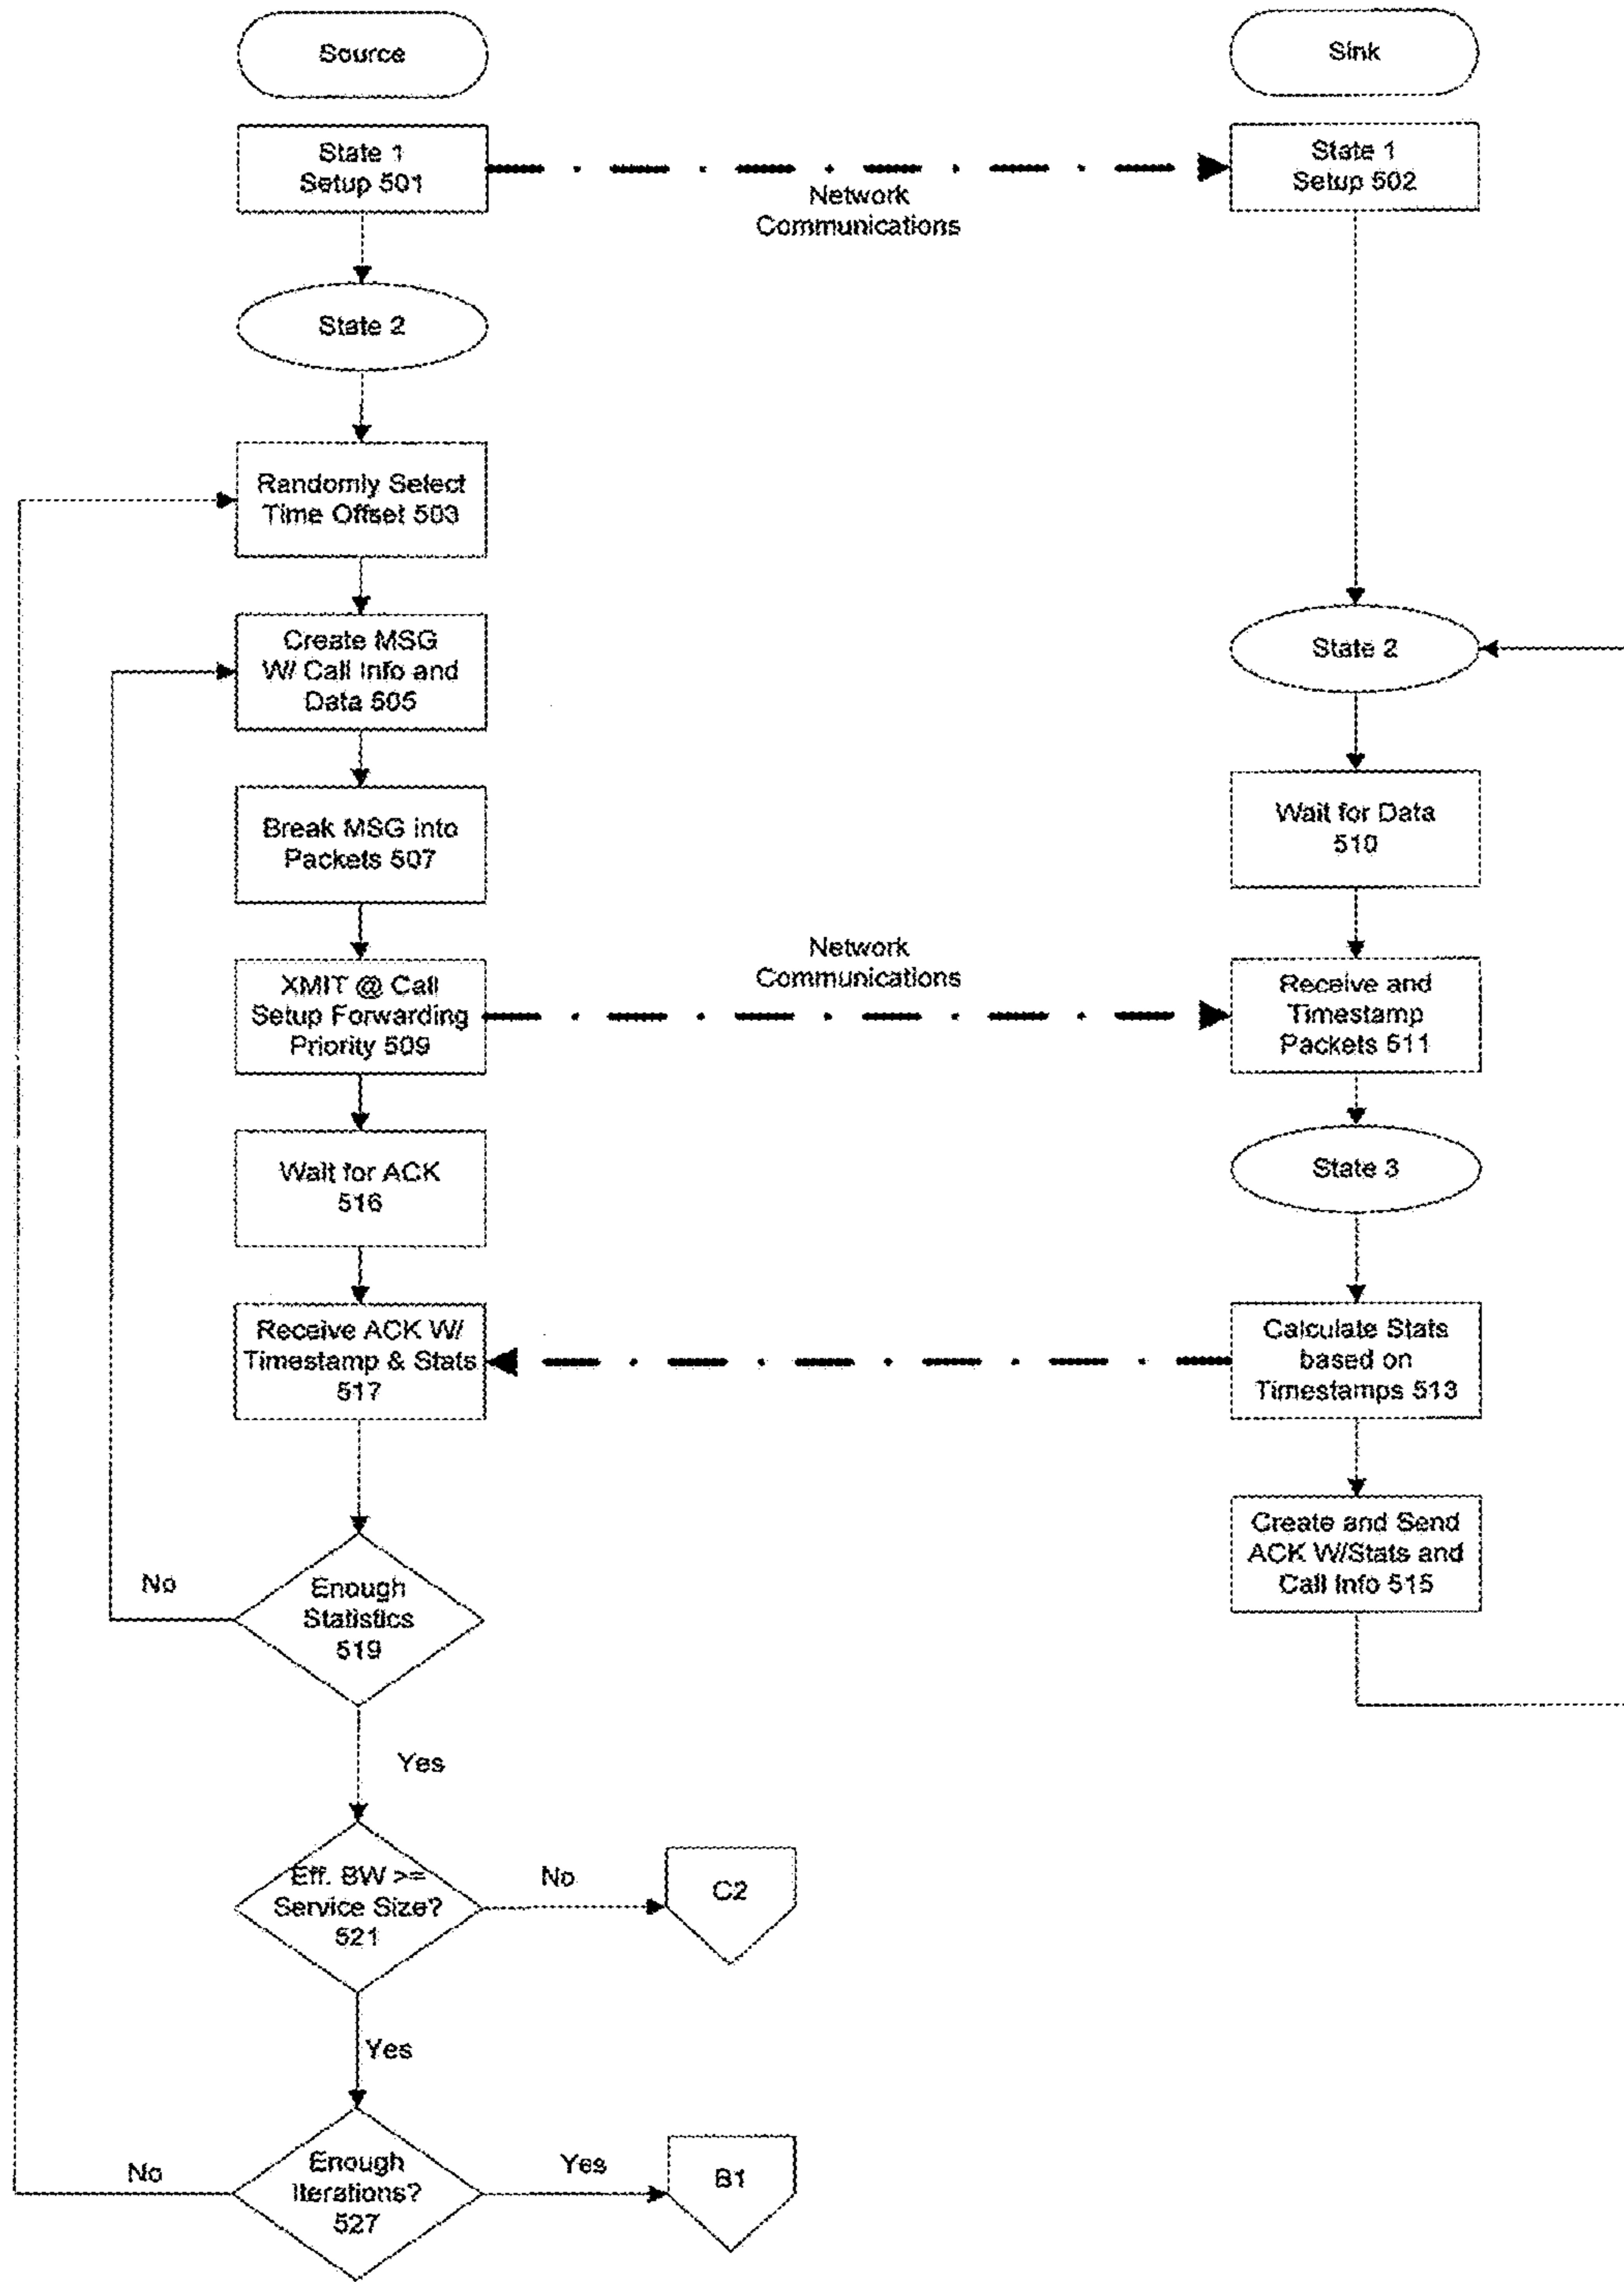 Source
Sink
State 1
Setup 501
State 1
Setup 502
Network
Communications
State 2
Randomly Select
Time Offset 503
Create MSG
W/ Call Info and
Data 505
State 2
Break MSG into
Packets 507
Wait for Data
510
Network
Communications
XMIT @ Call
Setup Forwarding
Priority 509
Receive and
Timestamp
Packets 511
Wait for ACK
516
State 3
Receive ACK W/
Timestamp & Stats
517
Calculate Stats
based on
Timestamps 513
Create and Send
ACK W/Stats and
Call Info 515
No
Enough
Statistics
519
Yes
Eff. BW >=
Service Size?
521
No
C2
Yes
No
Enough
Iterations?
527
Yes
B1